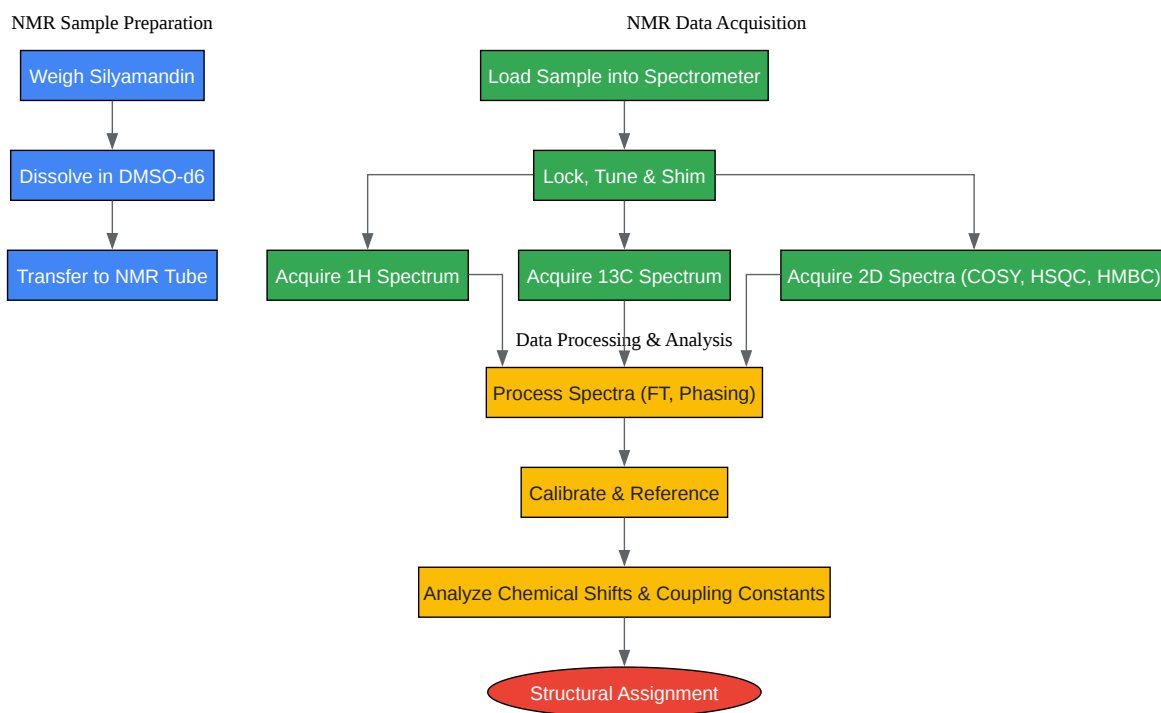 NMR Sample Preparation
NMR Data Acquisition
Weigh Silyamandin
Load Sample into Spectrometer
Dissolve in DMSO-d6
Lock, Tune & Shim
Transfer to NMR Tube
Acquire 1H Spectrum
Acquire 13C Spectrum
Acquire 2D Spectra (COSY, HSQC, HMBC)
Data Processing & Analysis
Process Spectra (FT, Phasing)
Calibrate & Reference
Analyze Chemical Shifts & Coupling Constants
Structural Assignment